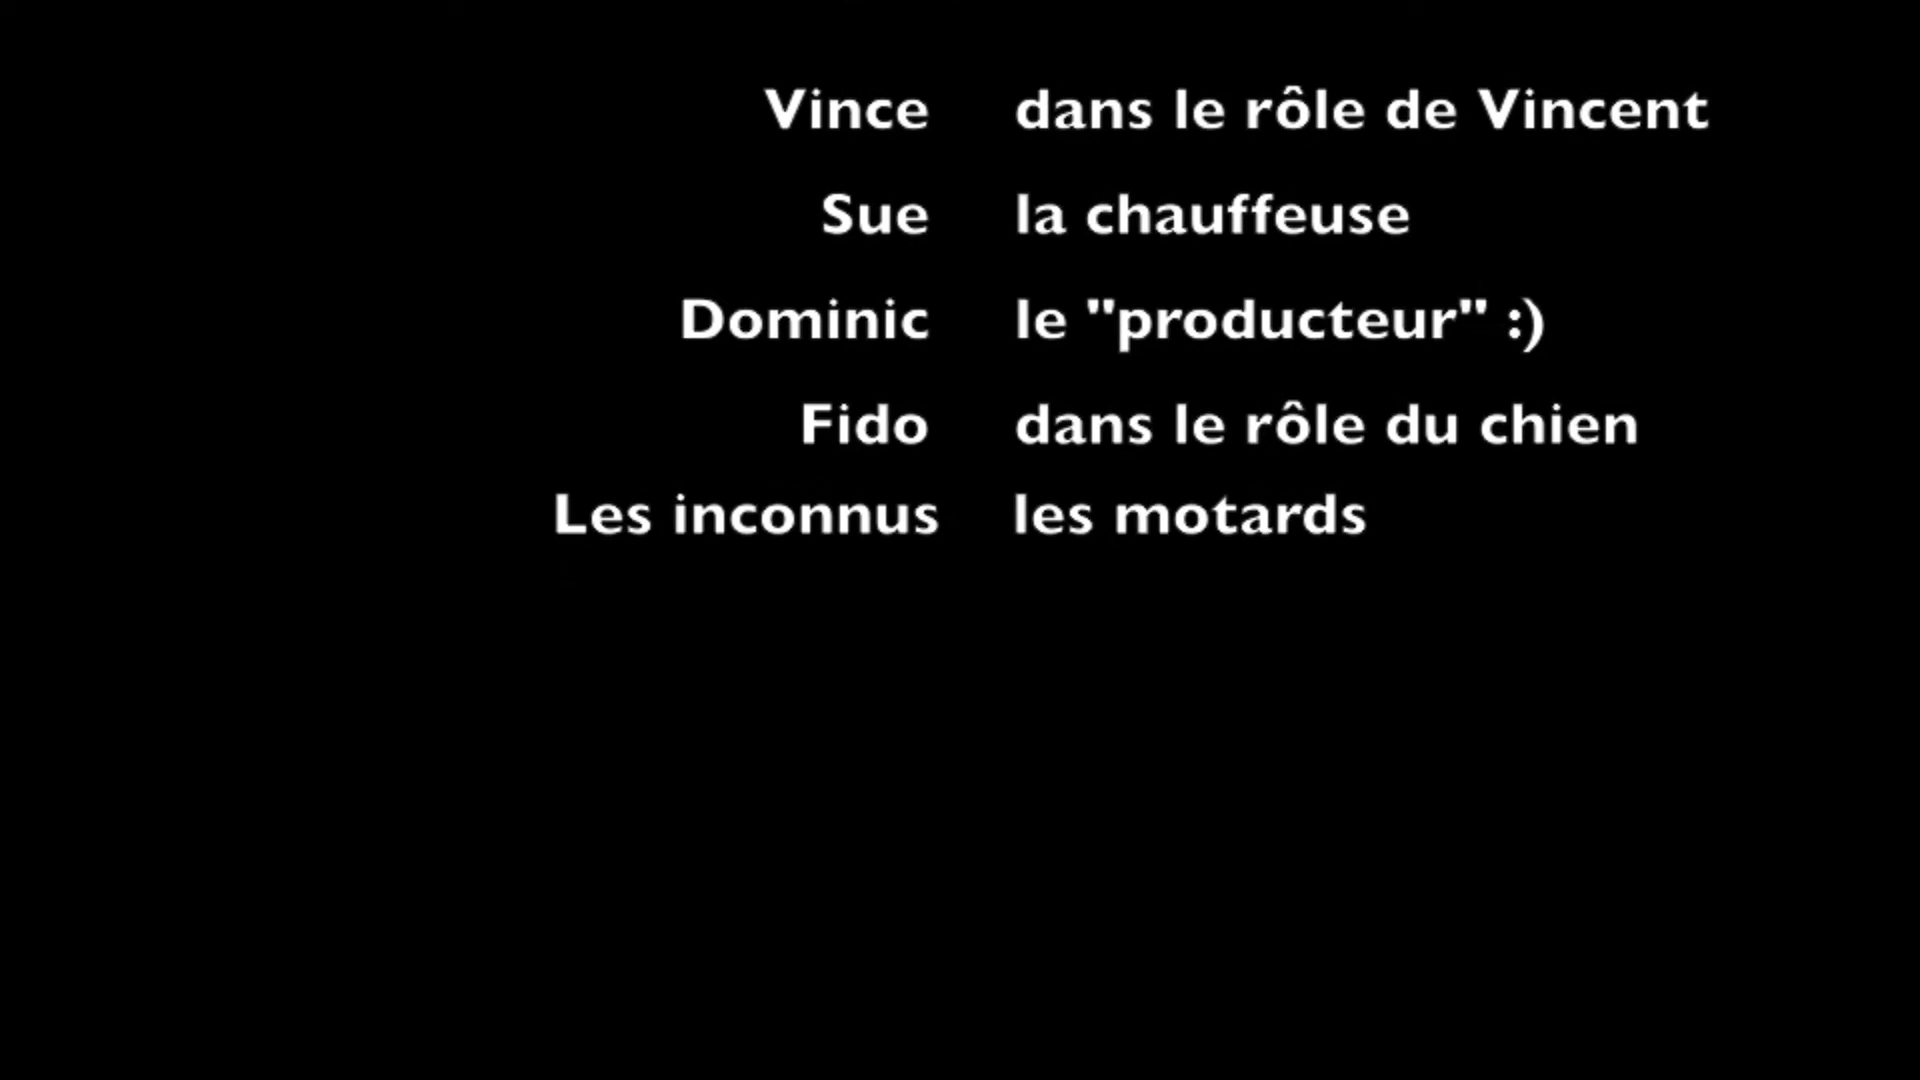 Vince dans le rôle de Vincent
Sue la chauffeuse
Dominic le "producteur" :)
Fido dans le rôle du chien
Les inconnus les motards